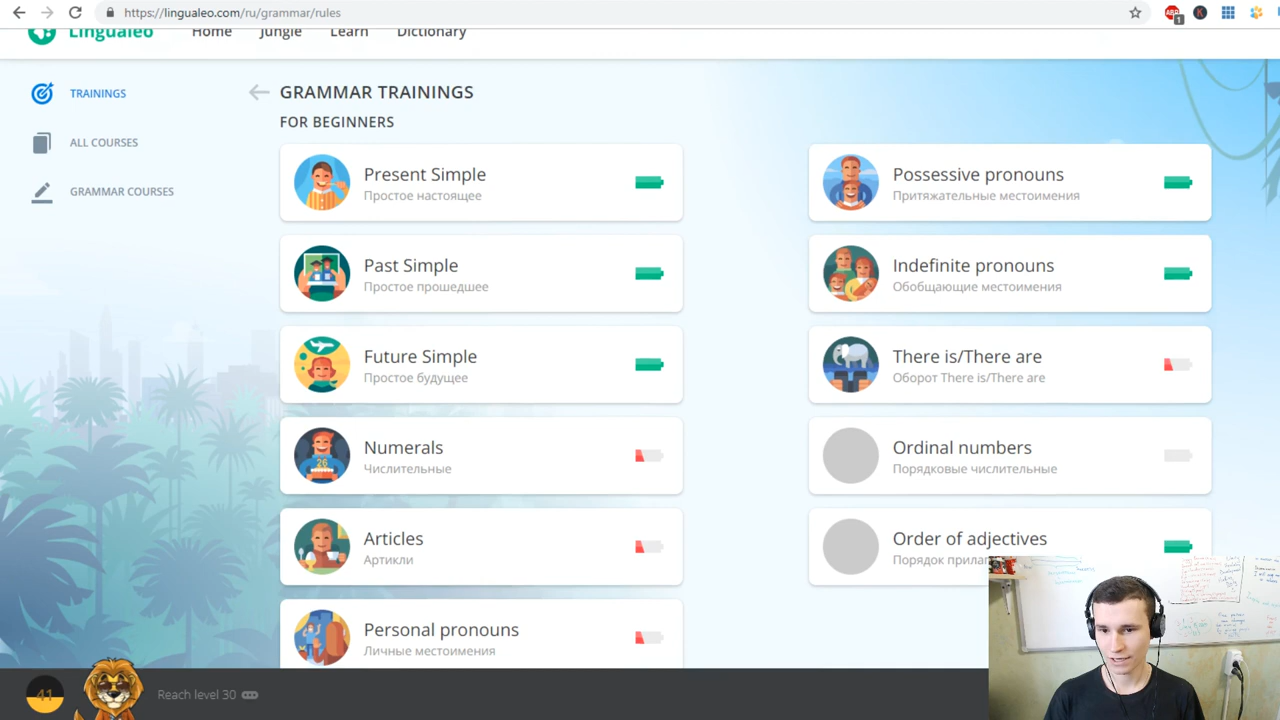 https://lingualeo.com/ru/grammar/rules
ABP
1
K
Lingualeo
Home
Jungle
Learn
Dictionary
TRAININGS
ALL COURSES
GRAMMAR COURSES
GRAMMAR TRAININGS
FOR BEGINNERS
Present Simple
Простое настоящее
Possessive pronouns
Притяжательные местоимения
Past Simple
Простое прошедшее
Indefinite pronouns
Обобщающие местоимения
Future Simple
Простое будущее
There is/There are
Оборот There is/There are
26
Numerals
Числительные
Ordinal numbers
Порядковые числительные
Articles
Артикли
Order of adjectives
Порядок
Personal pronouns
Личные местоимения
41
Reach level 30